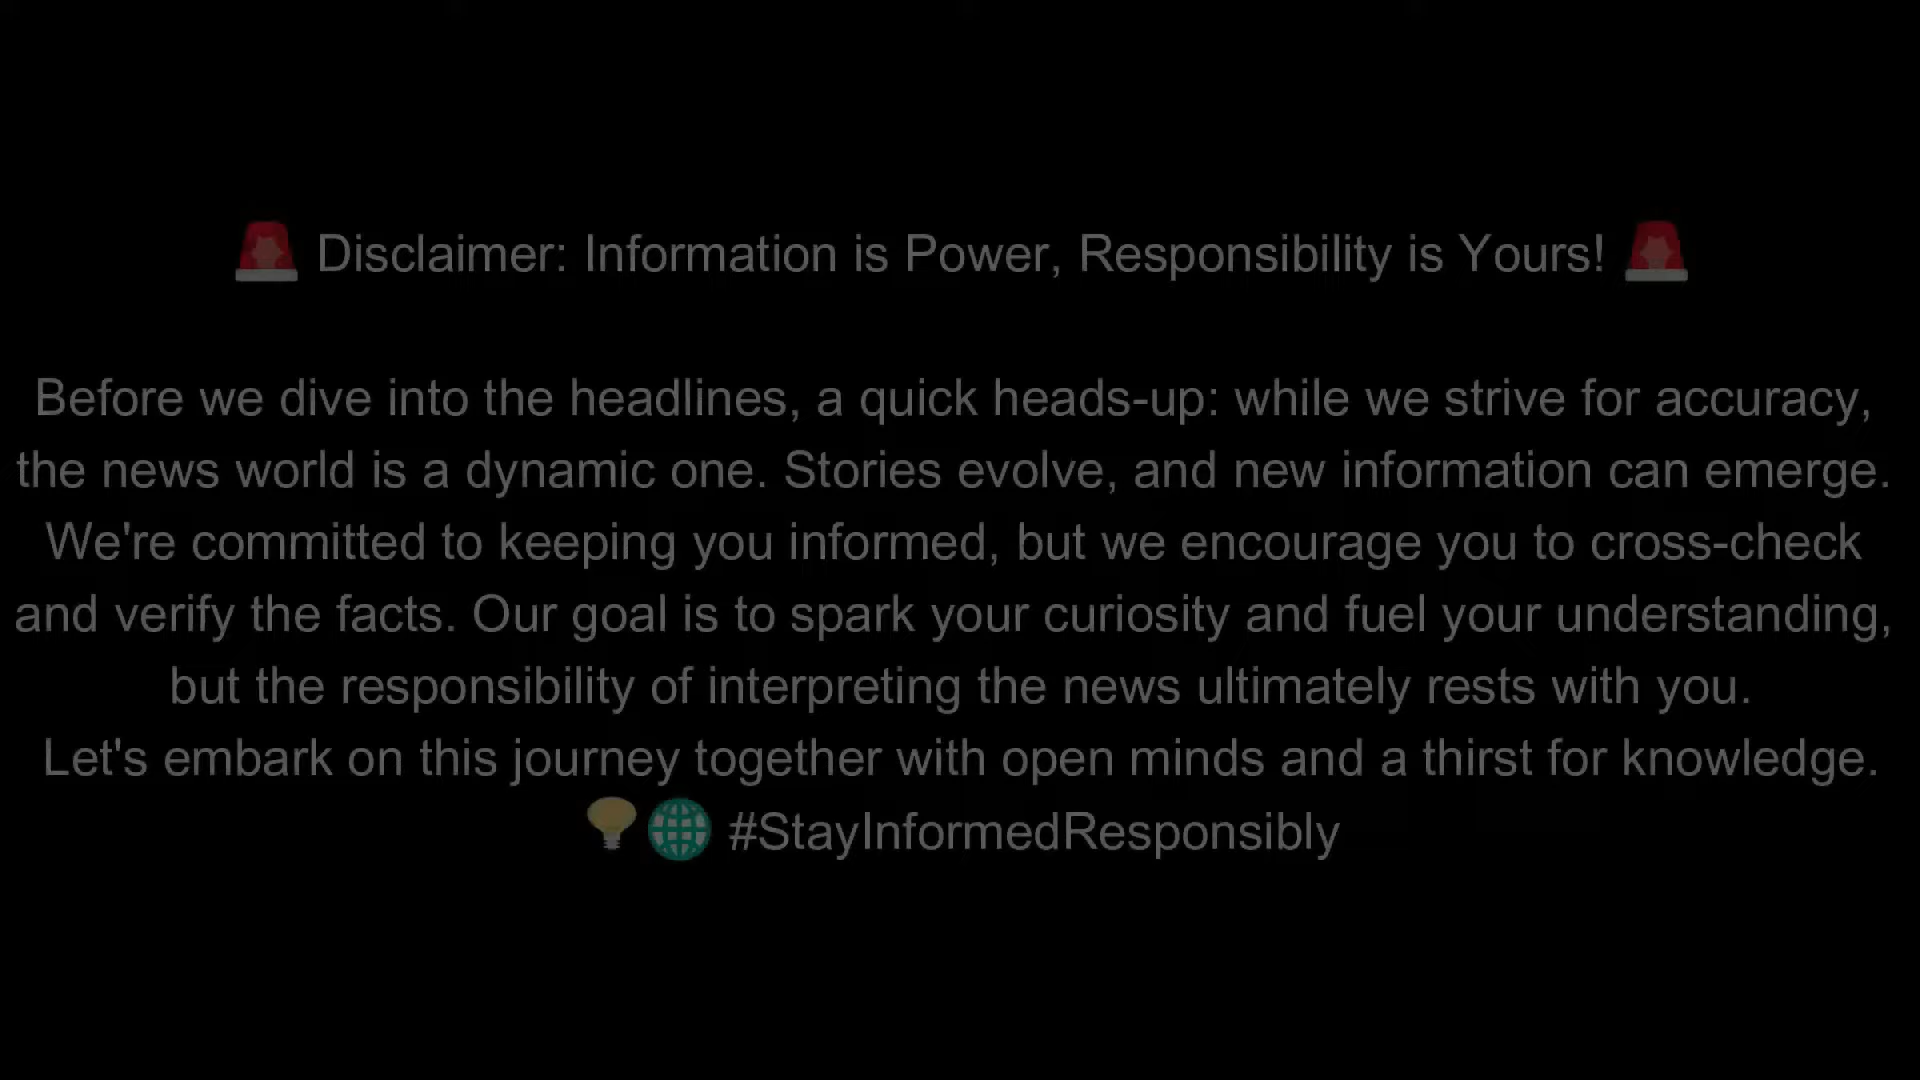 🚨 Disclaimer: Information is Power, Responsibility is Yours! 🚨
Before we dive into the headlines, a quick heads-up: while we strive for accuracy,
the news world is a dynamic one. Stories evolve, and new information can emerge.
We're committed to keeping you informed, but we encourage you to cross-check
and verify the facts. Our goal is to spark your curiosity and fuel your understanding,
but the responsibility of interpreting the news ultimately rests with you.
Let's embark on this journey together with open minds and a thirst for knowledge.
💡🌐 #StayInformedResponsibly